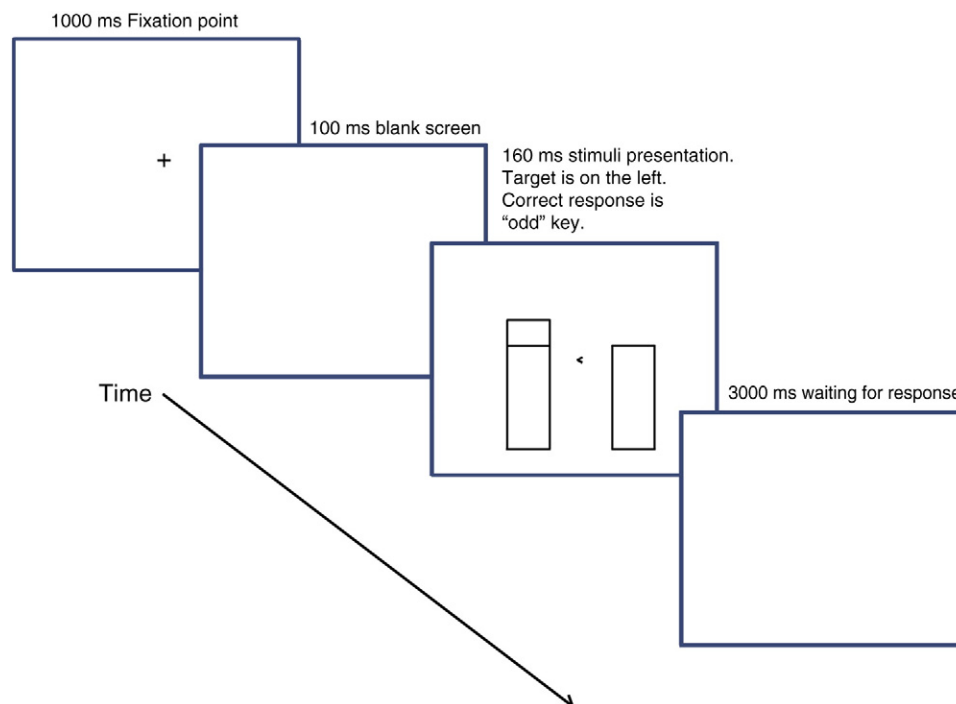 1000 ms Fixation point
+
100 ms blank screen
160 ms stimuli presentation.
Target is on the left.
Correct response is
“odd” key.
<
Time
3000 ms waiting for response